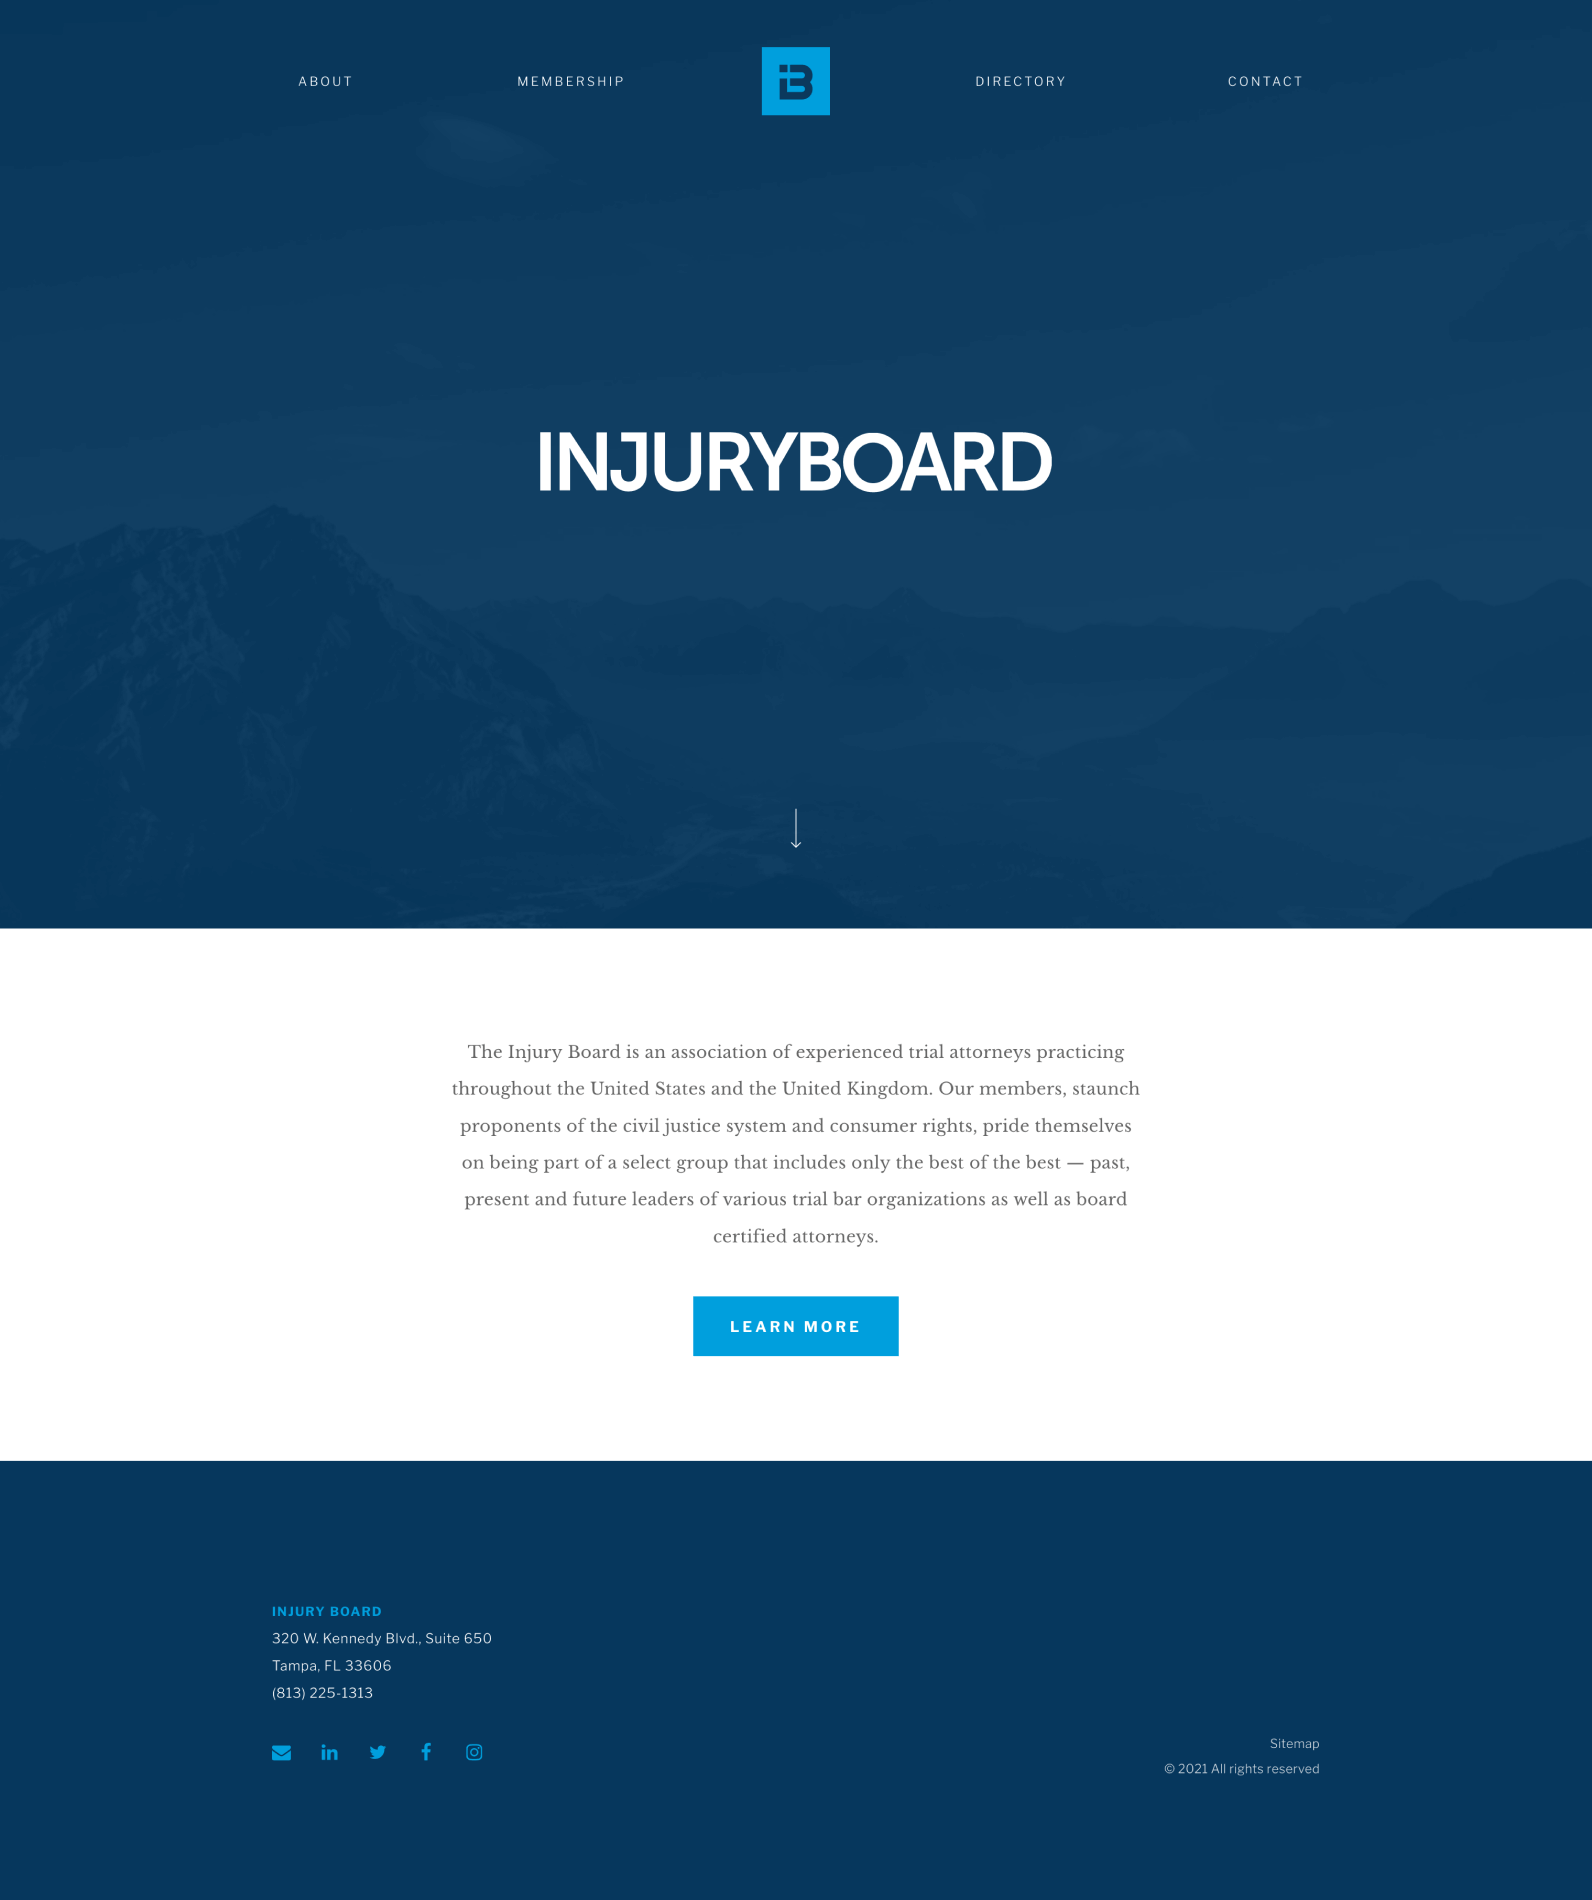 ABOUT
MEMBERSHIP
iB
DIRECTORY
CONTACT
INJURYBOARD
The Injury Board is an association of experienced trial attorneys practicing
throughout the United States and the United Kingdom. Our members, staunch
proponents of the civil justice system and consumer rights, pride themselves
on being part of a select group that includes only the best of the best — past,
present and future leaders of various trial bar organizations as well as board
certified attorneys.
LEARN MORE
INJURY BOARD
320 W. Kennedy Blvd., Suite 650
Tampa, FL 33606
(813) 225-1313
Sitemap
© 2021 All rights reserved